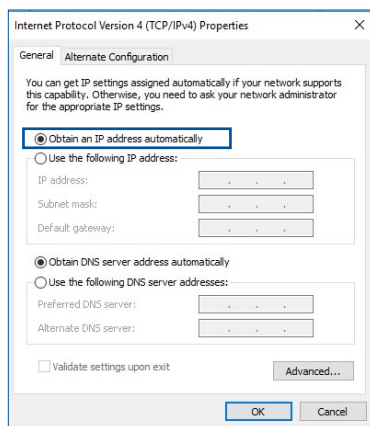 Internet Protocol Version 4 (TCP/IPv4) Properties
General
Alternate Configuration
You can get IP settings assigned automatically if your network supports
this capability. Otherwise, you need to ask your network administrator
for the appropriate IP settings.
Obtain an IP address automatically
Use the following IP address:
IP address:
Subnet mask:
Default gateway:
Obtain DNS server address automatically
Use the following DNS server addresses:
Preferred DNS server:
Alternate DNS server:
Validate settings upon exit
Advanced...
OK
Cancel